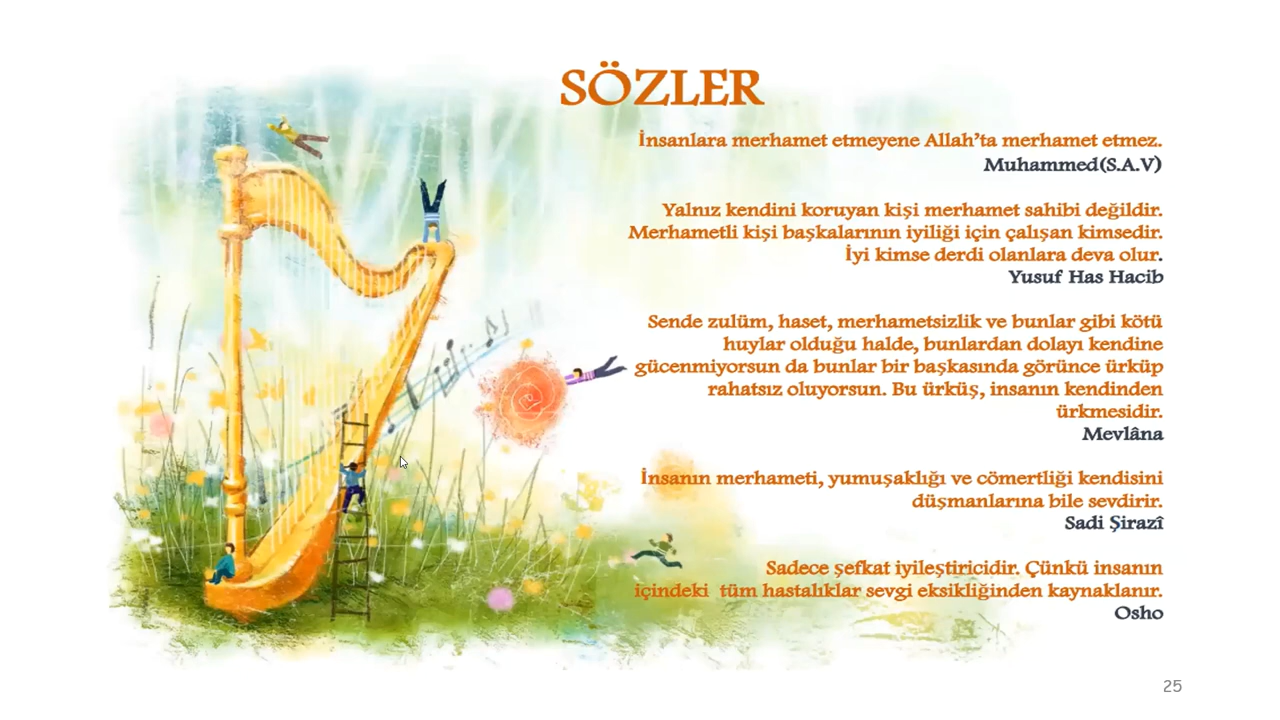 SÖZLER
İnsanlara merhamet etmeyene Allah’ta merhamet etmez.
Muhammed(S.A.V)
Yalnız kendini koruyan kişi merhamet sahibi değildir.
Merhametli kişi başkalarının iyiliği için çalışan kimsedir.
İyi kimse derdi olanlara deva olur.
Yusuf Has Hacib
Sende zulüm, haset, merhametsizlik ve bunlar gibi kötü
huylar olduğu halde, bunlardan dolayı kendine
gücenmiyorsun da bunlar bir başkasında görünce ürküp
rahatsız oluyorsun. Bu ürküş, insanın kendinden
ürkmesidir.
Mevlâna
İnsanın merhameti, yumuşaklığı ve cömertliği kendisini
düşmanlarına bile sevdirir.
Sadi Şirazî
Sadece şefkat iyileştiricidir. Çünkü insanın
içindeki  tüm hastalıklar sevgi eksikliğinden kaynaklanır.
Osho
25